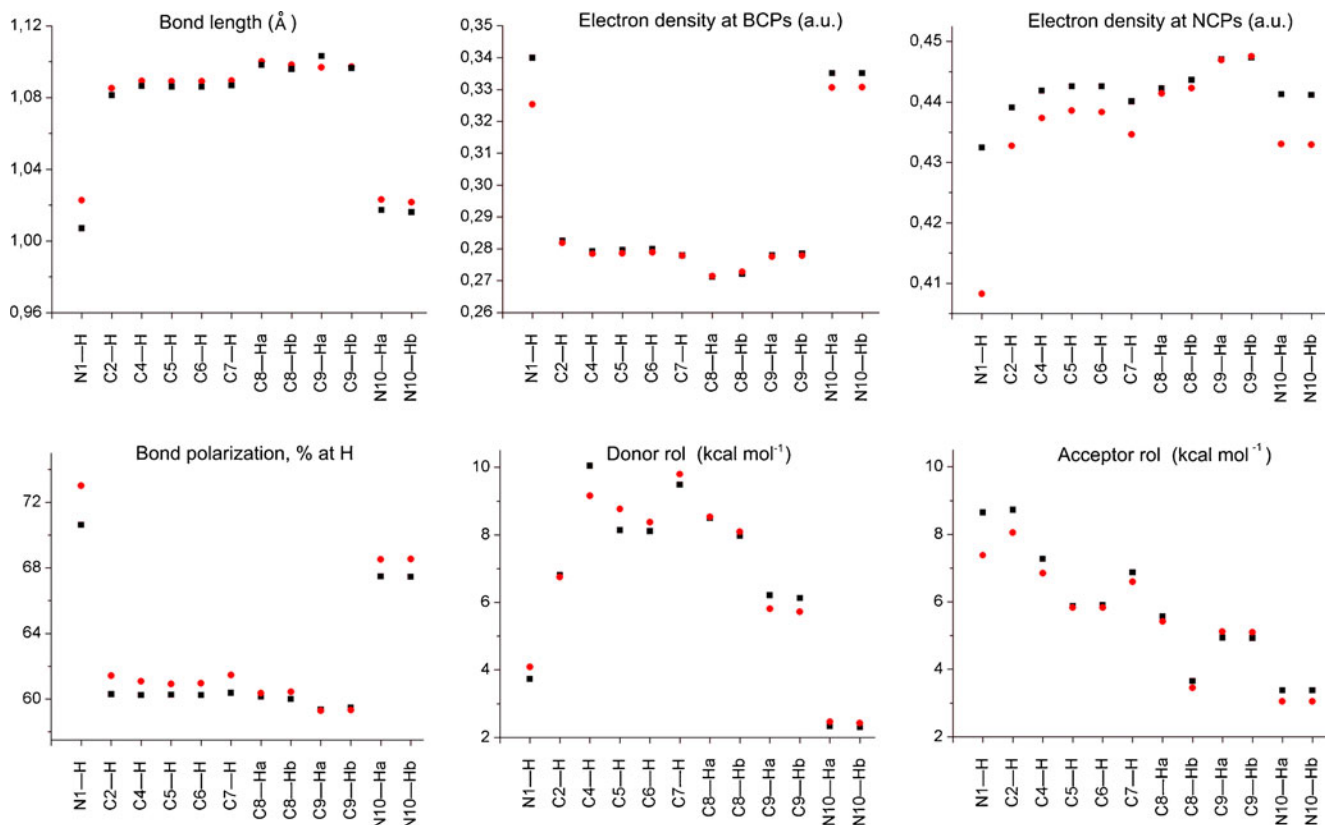 Bond length (Å)
1,12
1,08
1,04
1,00
0,96
N1—H
C2—H
C4—H
C5—H
C6—H
C7—H
C8—Ha
C8—Hb
C9—Ha
C9—Hb
N10—Ha
N10—Hb
Electron density at BCPs (a.u.)
0,35
0,34
0,33
0,32
0,31
0,30
0,29
0,28
0,27
0,26
N1—H
C2—H
C4—H
C5—H
C6—H
C7—H
C8—Ha
C8—Hb
C9—Ha
C9—Hb
N10—Ha
N10—Hb
Electron density at NCPs (a.u.)
0,45
0,44
0,43
0,42
0,41
N1—H
C2—H
C4—H
C5—H
C6—H
C7—H
C8—Ha
C8—Hb
C9—Ha
C9—Hb
N10—Ha
N10—Hb
Bond polarization, % at H
72
68
64
60
N1—H
C2—H
C4—H
C5—H
C6—H
C7—H
C8—Ha
C8—Hb
C9—Ha
C9—Hb
N10—Ha
N10—Hb
Donor rol (kcal mol⁻¹)
10
8
6
4
2
N1—H
C2—H
C4—H
C5—H
C6—H
C7—H
C8—Ha
C8—Hb
C9—Ha
C9—Hb
N10—Ha
N10—Hb
Acceptor rol (kcal mol⁻¹)
10
8
6
4
2
N1—H
C2—H
C4—H
C5—H
C6—H
C7—H
C8—Ha
C8—Hb
C9—Ha
C9—Hb
N10—Ha
N10—Hb